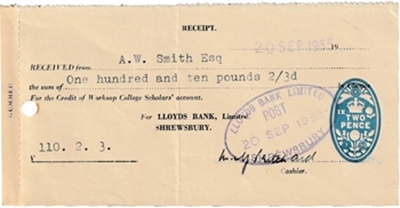 RECEIPT.
20 SEP 1955 19
RECEIVED from A.W. Smith Esq
the sum of One hundred and ten pounds 2/3d
For the Credit of Worksop College Scholars' account.
For LLOYDS BANK, Limited
SHREWSBURY.
£ 110. 2. 3.
Cashier.
LLOYDS BANK LIMITED
POST
20 SEP 1955
SHREWSBURY
TWO
PENCE